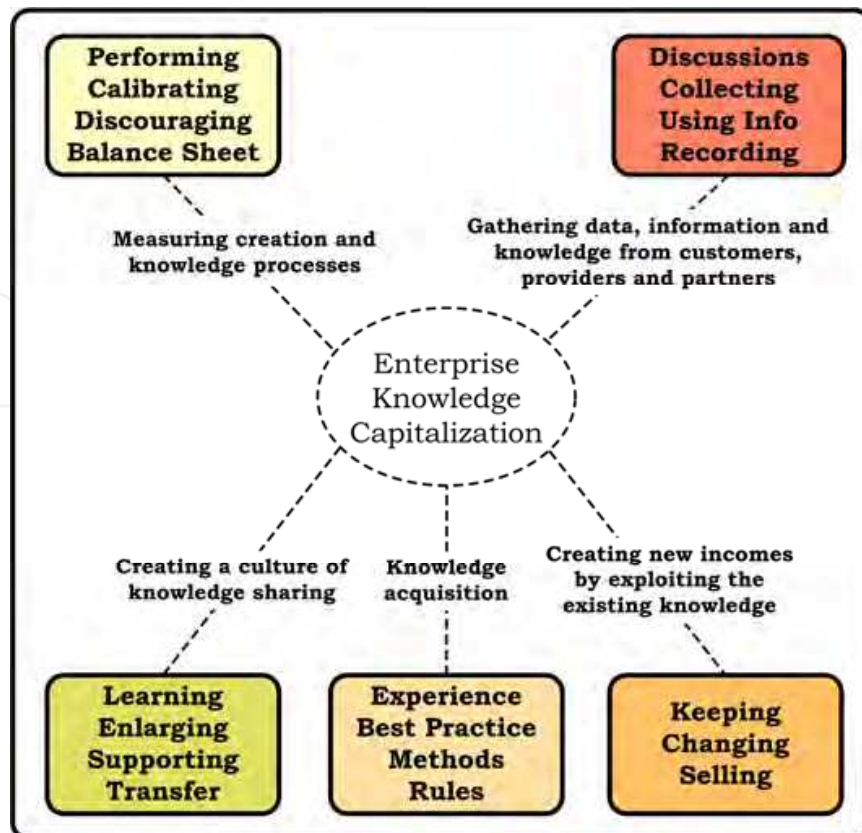 Performing
Calibrating
Discouraging
Balance Sheet
Discussions
Collecting
Using Info
Recording
Measuring creation and
knowledge processes
Gathering data, information and
knowledge from customers,
providers and partners
Enterprise
Knowledge
Capitalization
Creating a culture of
knowledge sharing
Knowledge
acquisition
Creating new incomes
by exploiting the
existing knowledge
Learning
Enlarging
Supporting
Transfer
Experience
Best Practice
Methods
Rules
Keeping
Changing
Selling